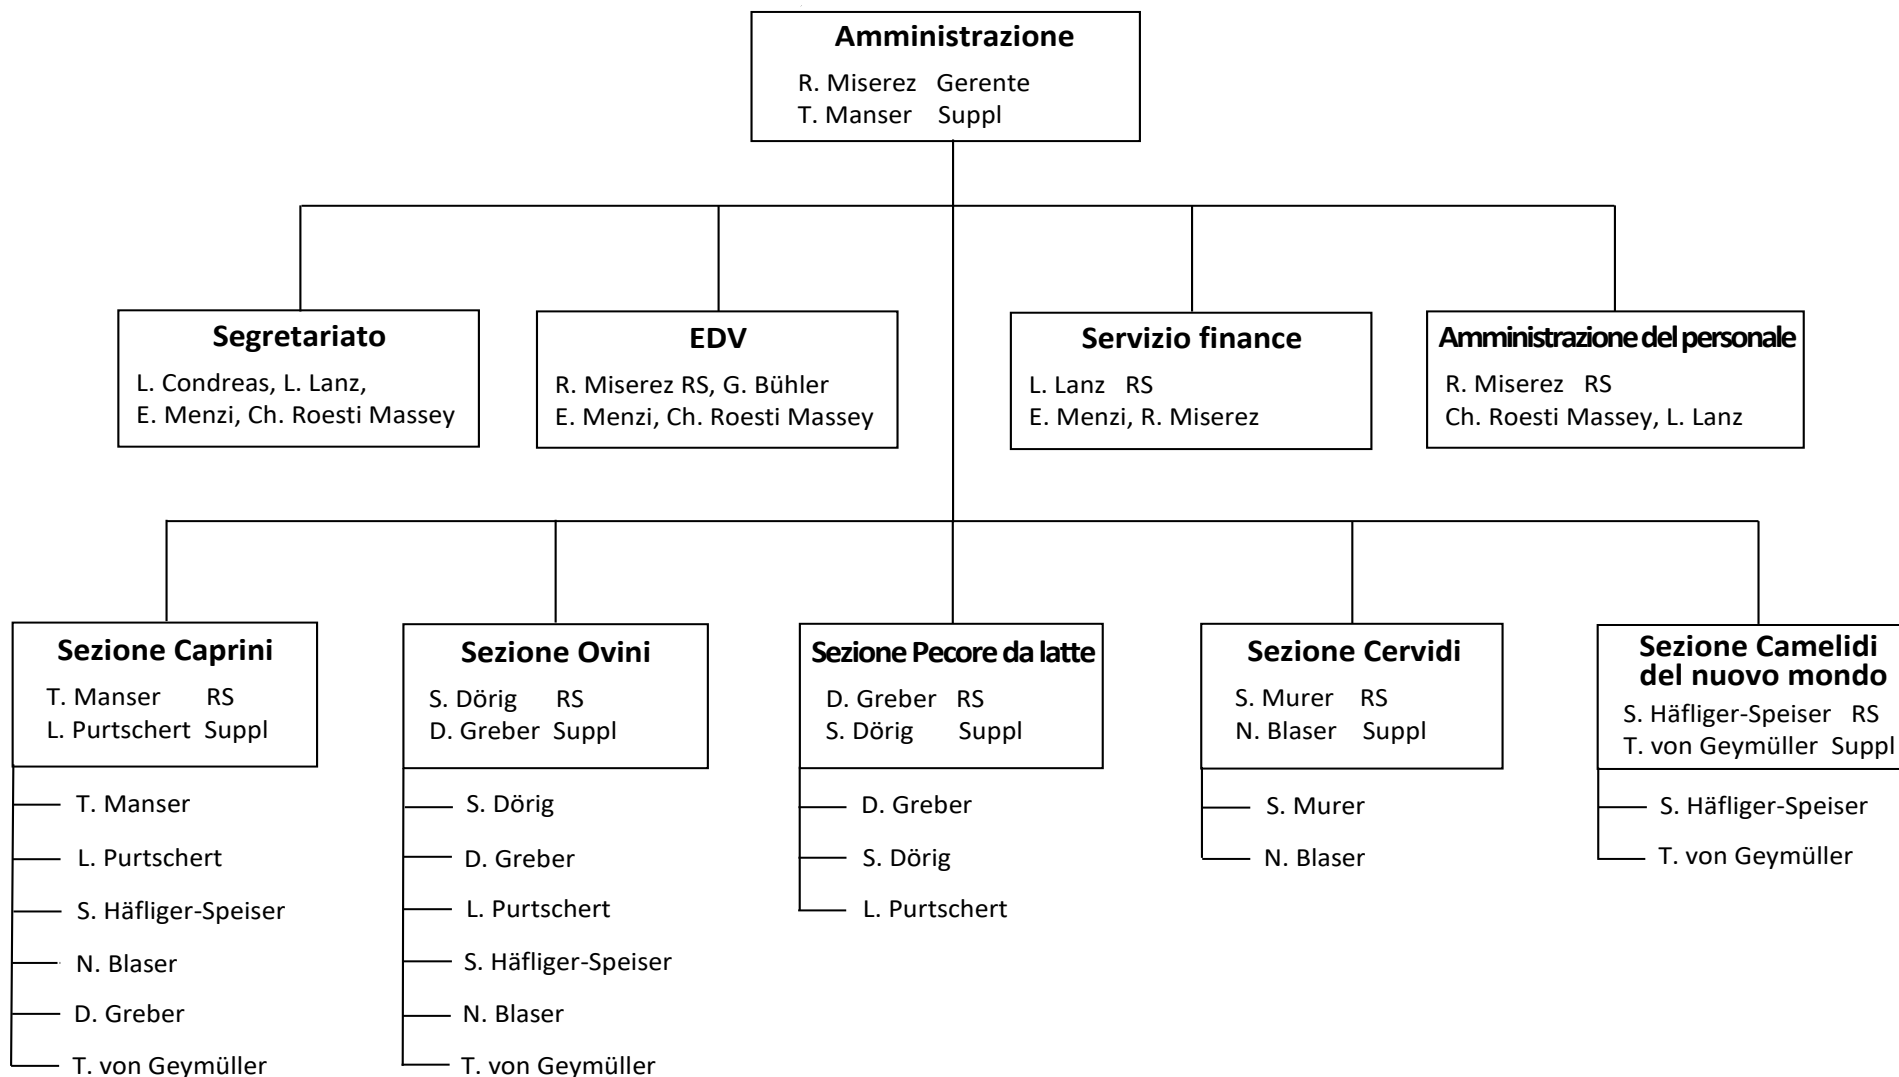 Amministrazione
R. Miserez Gerente
T. Manser Suppl
Segretariato
L. Condreas, L. Lanz,
E. Menzi, Ch. Roesti Massey
EDV
R. Miserez RS, G. Bühler
E. Menzi, Ch. Roesti Massey
Servizio finance
L. Lanz RS
E. Menzi, R. Miserez
Amministrazione del personale
R. Miserez RS
Ch. Roesti Massey, L. Lanz
Sezione Caprini
T. Manser RS
L. Purtschert Suppl
T. Manser
L. Purtschert
S. Häfliger-Speiser
N. Blaser
D. Greber
T. von Geymüller
Sezione Ovini
S. Dörig RS
D. Greber Suppl
S. Dörig
D. Greber
L. Purtschert
S. Häfliger-Speiser
N. Blaser
T. von Geymüller
Sezione Pecore da latte
D. Greber RS
S. Dörig Suppl
D. Greber
S. Dörig
L. Purtschert
Sezione Cervidi
S. Murer RS
N. Blaser Suppl
S. Murer
N. Blaser
Sezione Camelidi
del nuovo mondo
S. Häfliger-Speiser RS
T. von Geymüller Suppl
S. Häfliger-Speiser
T. von Geymüller